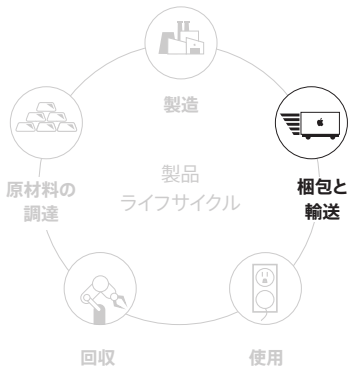 製造
原材料の
調達
製品
ライフサイクル
梱包と
輸送
回収
使用